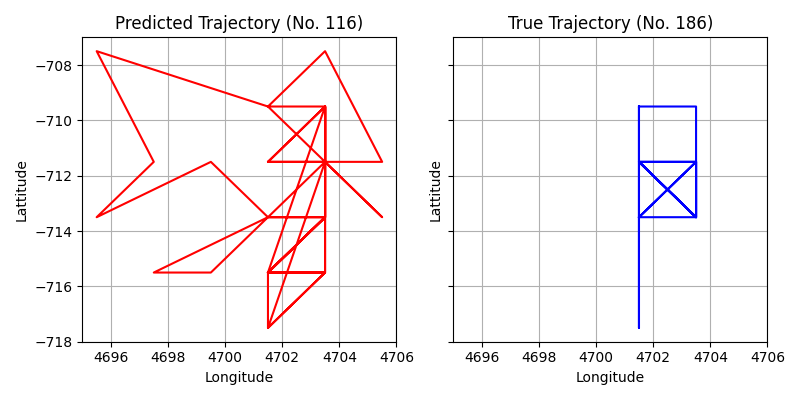 Predicted Trajectory (No. 116)
True Trajectory (No. 186)
−708
−710
−712
−714
−716
−718
Lattitude
4696 4698 4700 4702 4704 4706
Longitude
Lattitude
4696 4698 4700 4702 4704 4706
Longitude